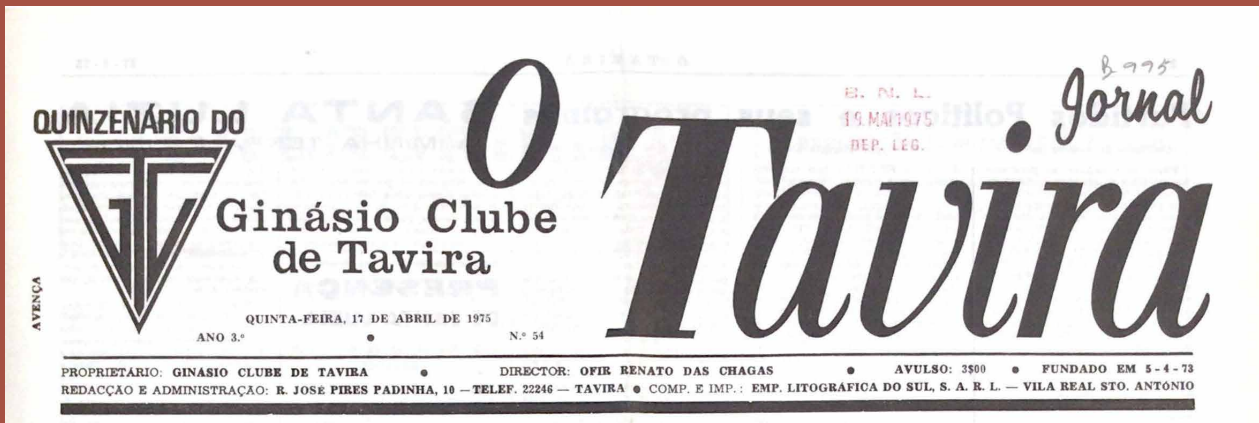 QUINZENÁRIO DO
GTC
Ginásio Clube
de Tavira
O Tavira
Jornal
B 995
B. N. L.
19. MAI 1975
DEP. LEG.
AVENÇA
QUINTA-FEIRA, 17 DE ABRIL DE 1975
ANO 3.º ● N.º 54
PROPRIETÁRIO: GINÁSIO CLUBE DE TAVIRA ● DIRECTOR: OFIR RENATO DAS CHAGAS ● AVULSO: 3$00 ● FUNDADO EM 5-4-73
REDACÇÃO E ADMINISTRAÇÃO: R. JOSÉ PIRES PADINHA, 10 — TELEF. 22246 — TAVIRA ● COMP. E IMP.: EMP. LITOGRÁFICA DO SUL, S. A. R. L. — VILA REAL STO. ANTÓNIO